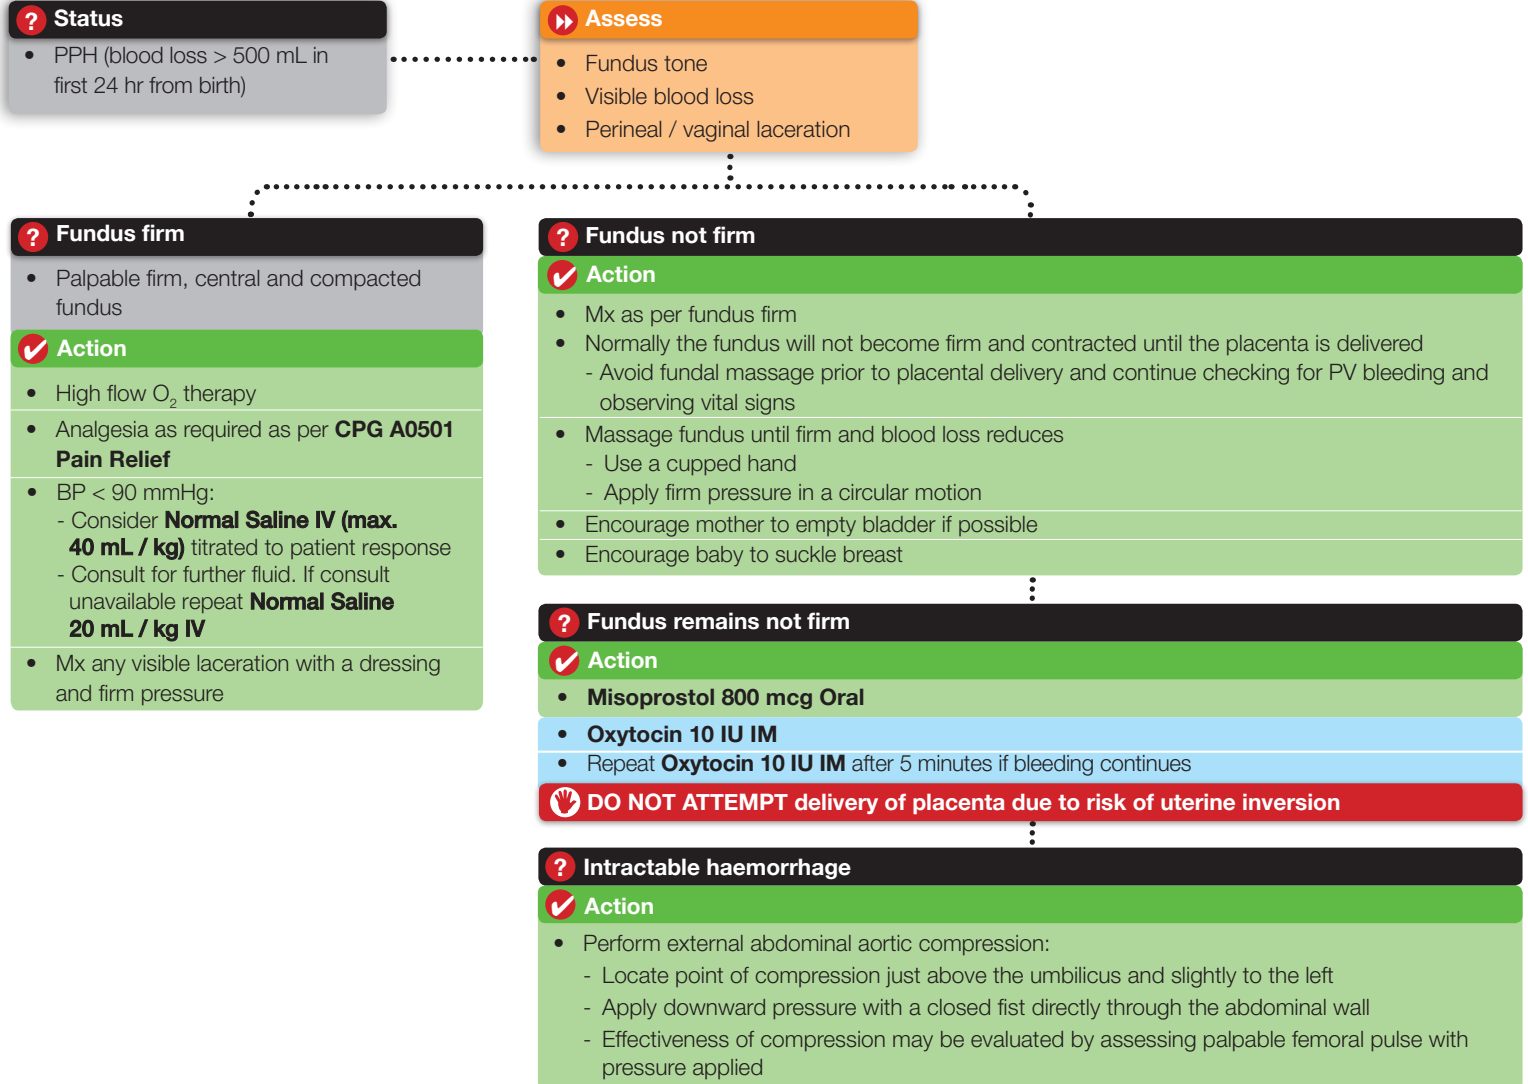 Status
• PPH (blood loss > 500 mL in
first 24 hr from birth)
Assess
• Fundus tone
• Visible blood loss
• Perineal / vaginal laceration
Fundus firm
• Palpable firm, central and compacted
fundus
Action
• High flow O₂ therapy
• Analgesia as required as per CPG A0501
Pain Relief
• BP < 90 mmHg:
- Consider Normal Saline IV (max.
40 mL / kg) titrated to patient response
- Consult for further fluid. If consult
unavailable repeat Normal Saline
20 mL / kg IV
• Mx any visible laceration with a dressing
and firm pressure
Fundus not firm
Action
• Mx as per fundus firm
• Normally the fundus will not become firm and contracted until the placenta is delivered
- Avoid fundal massage prior to placental delivery and continue checking for PV bleeding and
observing vital signs
• Massage fundus until firm and blood loss reduces
- Use a cupped hand
- Apply firm pressure in a circular motion
• Encourage mother to empty bladder if possible
• Encourage baby to suckle breast
Fundus remains not firm
Action
• Misoprostol 800 mcg Oral
• Oxytocin 10 IU IM
• Repeat Oxytocin 10 IU IM after 5 minutes if bleeding continues
DO NOT ATTEMPT delivery of placenta due to risk of uterine inversion
Intractable haemorrhage
Action
• Perform external abdominal aortic compression:
- Locate point of compression just above the umbilicus and slightly to the left
- Apply downward pressure with a closed fist directly through the abdominal wall
- Effectiveness of compression may be evaluated by assessing palpable femoral pulse with
pressure applied